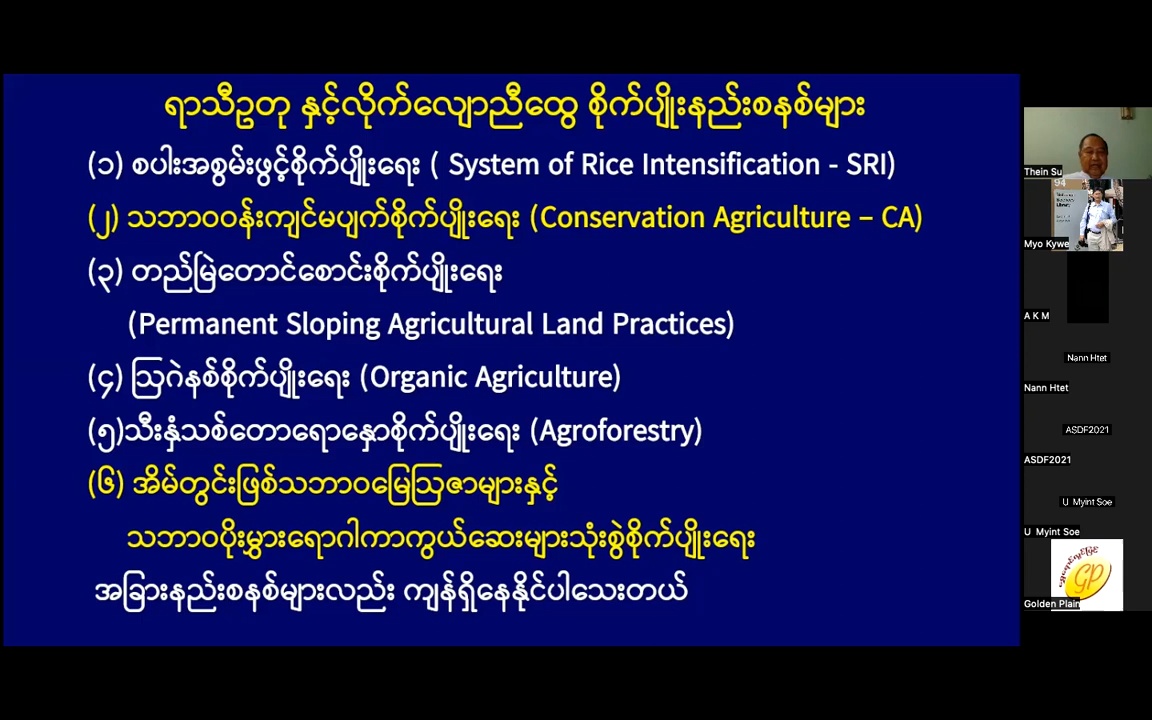 ရာသီဥတု နှင့်လိုက်လျောညီထွေ စိုက်ပျိုးနည်းစနစ်များ
(၁) စပါးအစွမ်းဖွင့်စိုက်ပျိုးရေး ( System of Rice Intensification - SRI)
(၂) သဘာဝဝန်းကျင်မပျက်စိုက်ပျိုးရေး (Conservation Agriculture – CA)
(၃) တည်မြဲတောင်စောင်းစိုက်ပျိုးရေး
(Permanent Sloping Agricultural Land Practices)
(၄) ဩဂဲနစ်စိုက်ပျိုးရေး (Organic Agriculture)
(၅)သီးနှံသစ်တောရောနှောစိုက်ပျိုးရေး (Agroforestry)
(၆) အိမ်တွင်းဖြစ်သဘာဝမြေဩဇာများနှင့်
သဘာဝပိုးမွှားရောဂါကာကွယ်ဆေးများသုံးစွဲစိုက်ပျိုးရေး
အခြားနည်းစနစ်များလည်း ကျန်ရှိနေနိုင်ပါသေးတယ်
Thein Su
Myo Kywe
A K M
Nann Htet
Nann Htet
ASDF2021
ASDF2021
U Myint Soe
U Myint Soe
GP
Golden Plain